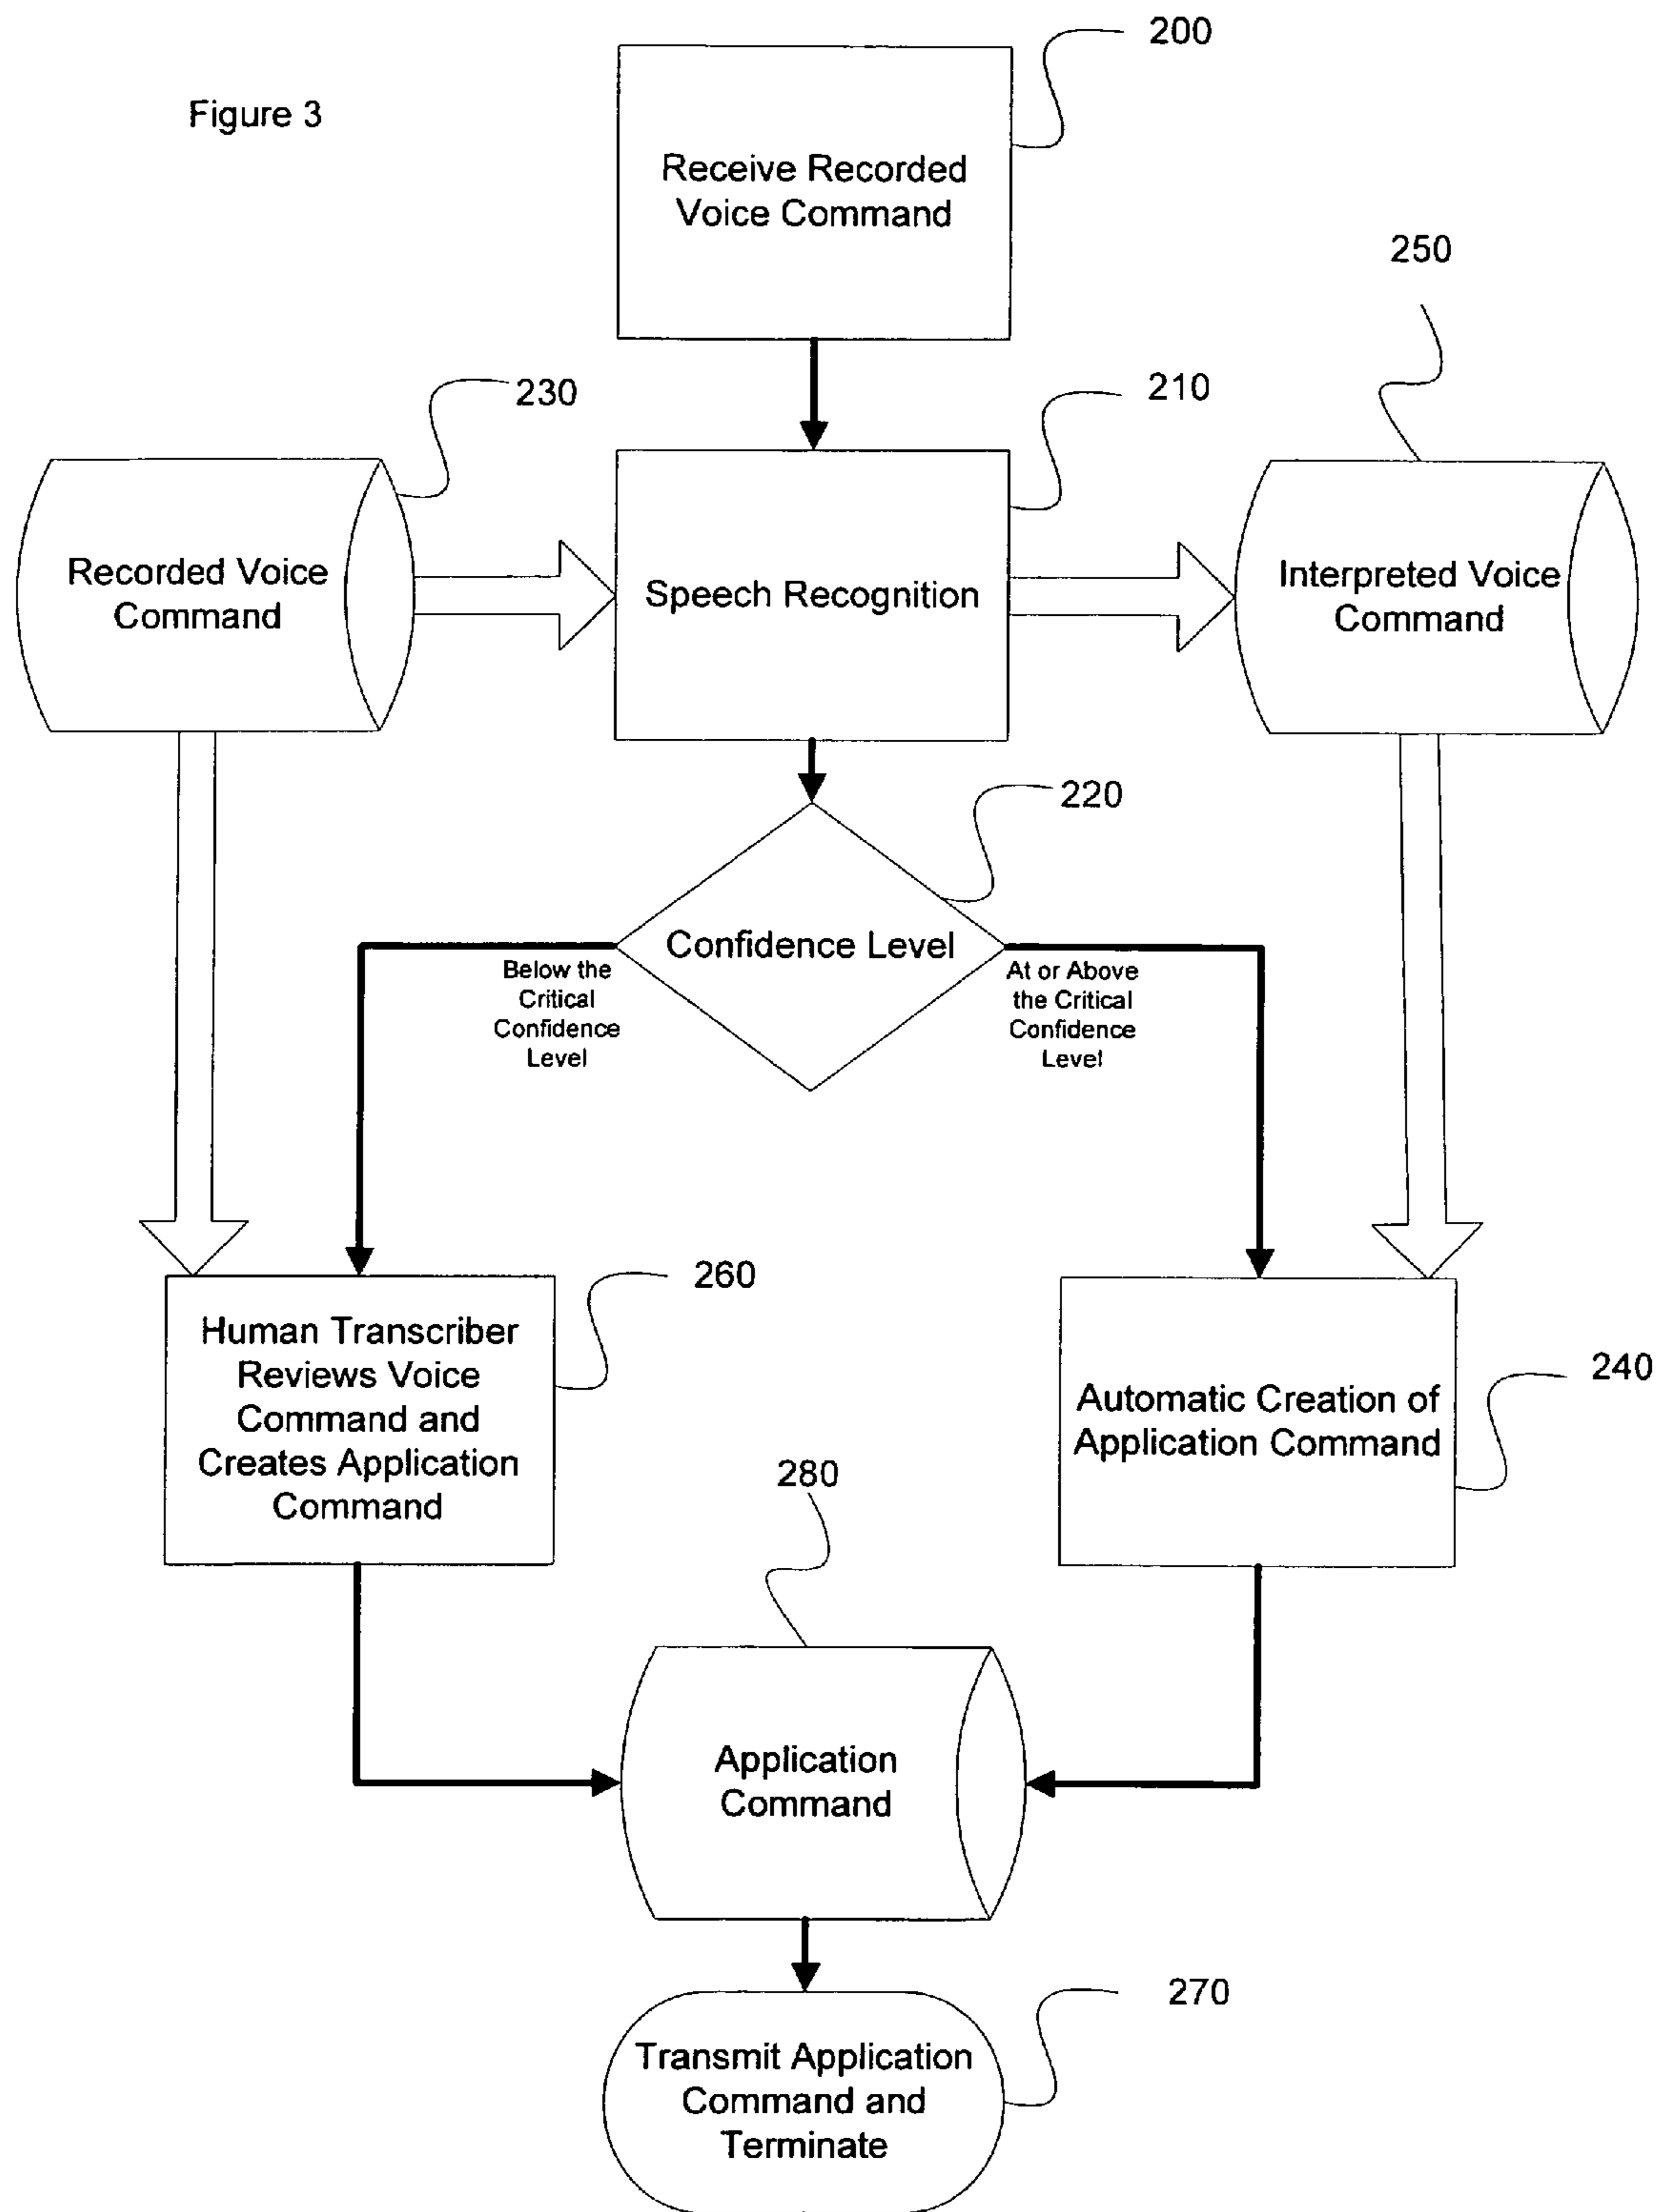 200
Figure 3
Receive Recorded
Voice Command
250
230
210
Recorded Voice
Command
Speech Recognition
Interpreted Voice
Command
220
Confidence Level
Below the
Critical
Confidence
Level
At or Above
the Critical
Confidence
Level
260
Human Transcriber
Reviews Voice
Command and
Creates Application
Command
240
Automatic Creation of
Application Command
280
Application
Command
270
Transmit Application
Command and
Terminate